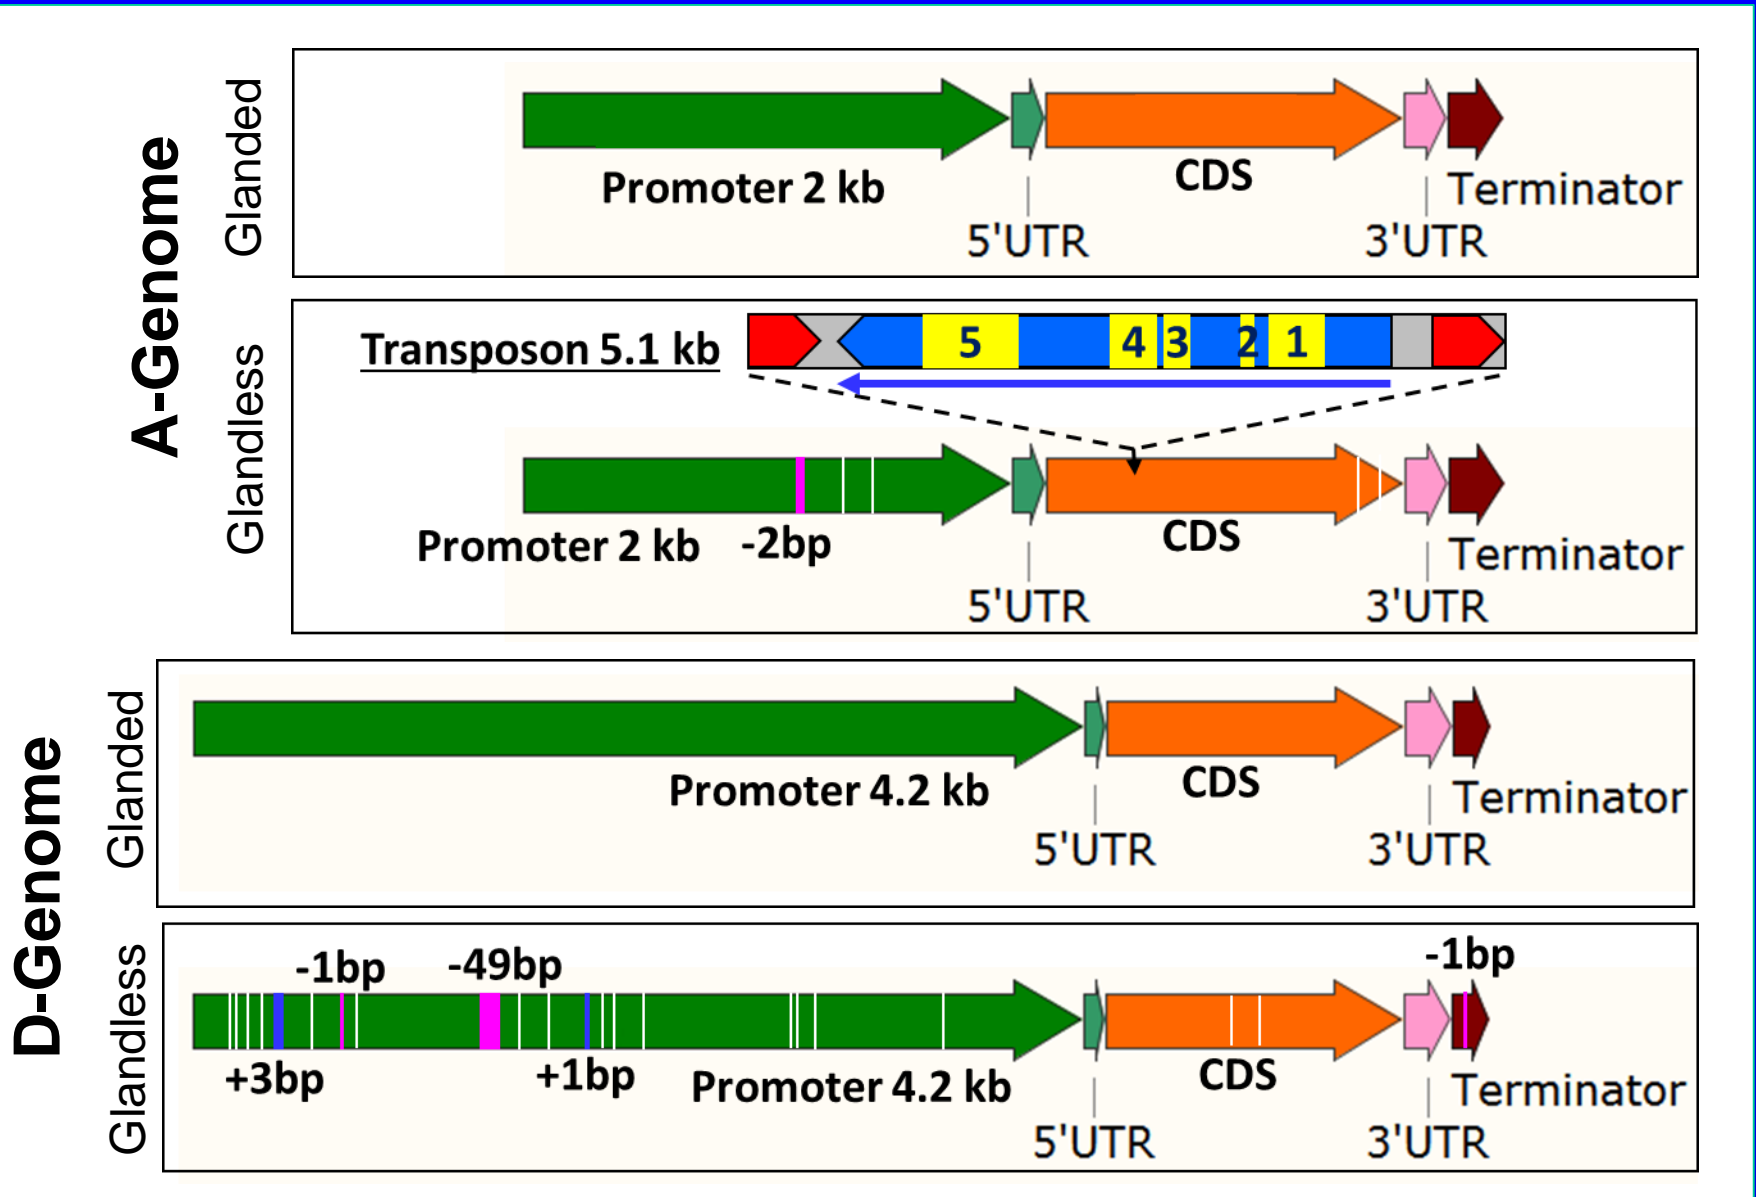 A-Genome
Glanded
Promoter 2 kb
CDS
Terminator
5'UTR
3'UTR
Glandless
Transposon 5.1 kb
5 4 3 2 1
Promoter 2 kb
-2bp
CDS
Terminator
5'UTR
3'UTR
D-Genome
Glanded
Promoter 4.2 kb
CDS
Terminator
5'UTR
3'UTR
Glandless
-1bp
-49bp
-1bp
+3bp
+1bp
Promoter 4.2 kb
CDS
Terminator
5'UTR
3'UTR